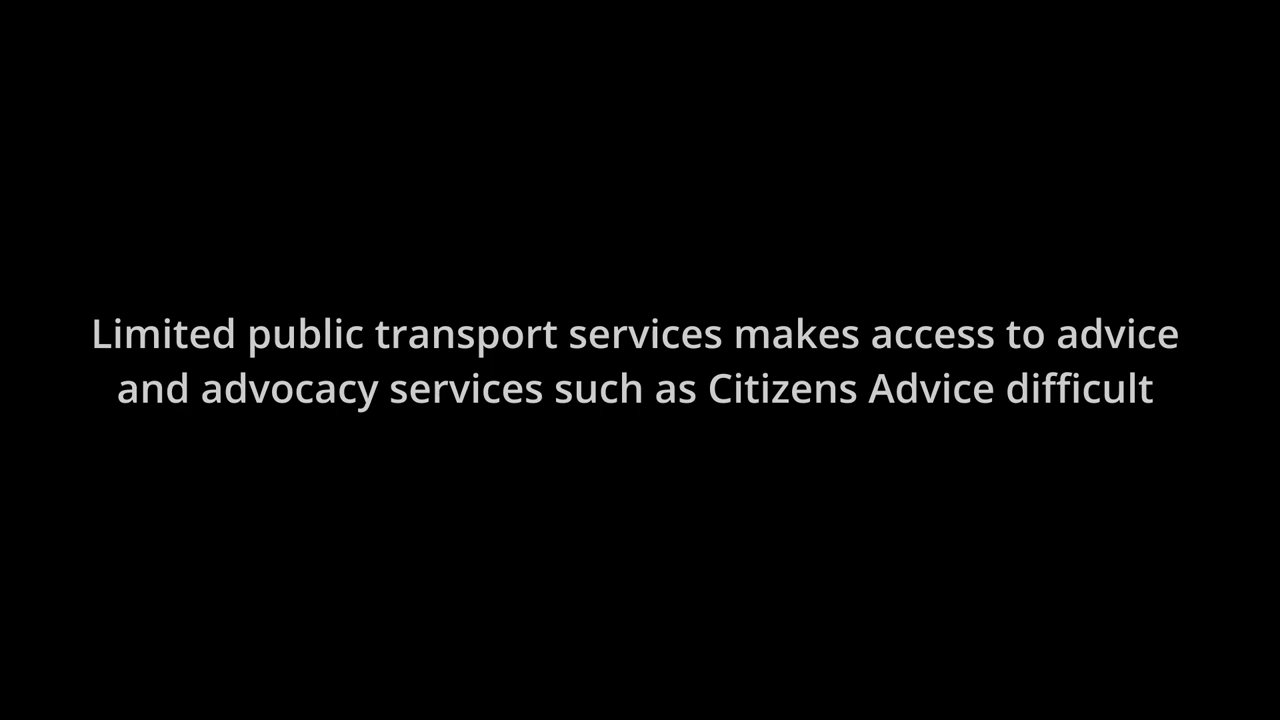 Limited public transport services makes access to advice
and advocacy services such as Citizens Advice difficult